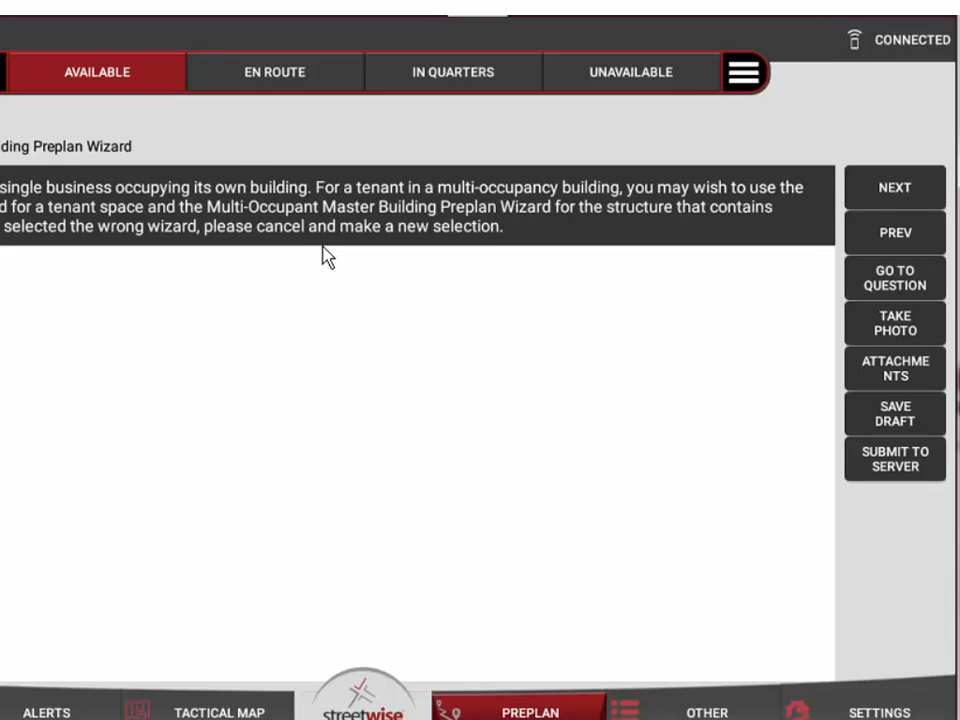 CONNECTED
AVAILABLE
EN ROUTE
IN QUARTERS
UNAVAILABLE
ding Preplan Wizard
single business occupying its own building. For a tenant in a multi-occupancy building, you may wish to use the
d for a tenant space and the Multi-Occupant Master Building Preplan Wizard for the structure that contains
selected the wrong wizard, please cancel and make a new selection.
NEXT
PREV
GO TO
QUESTION
TAKE
PHOTO
ATTACHME
NTS
SAVE
DRAFT
SUBMIT TO
SERVER
ALERTS
TACTICAL MAP
streetwise
PREPLAN
OTHER
SETTINGS